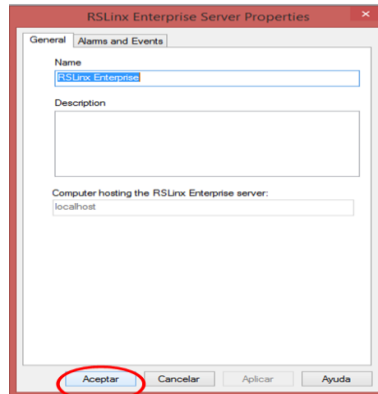 RSLinx Enterprise Server Properties
General Alarms and Events
Name
RSLinx Enterprise
Description
Computer hosting the RSLinx Enterprise server:
localhost
Aceptar Cancelar Aplicar Ayuda